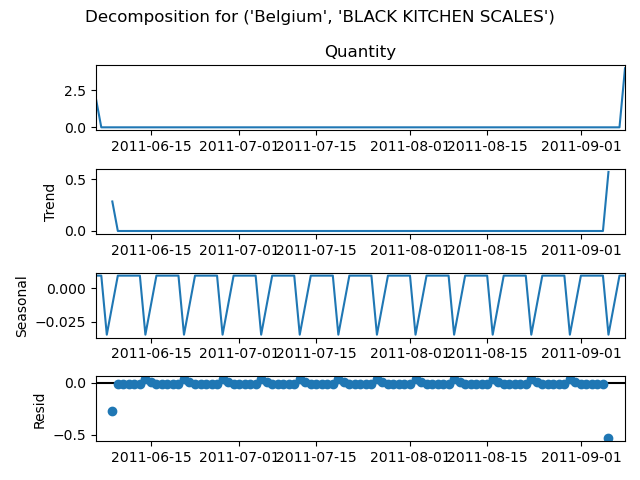 Decomposition for ('Belgium', 'BLACK KITCHEN SCALES')
Quantity
2.5
0.0
2011-06-15 2011-07-01 2011-07-15 2011-08-01 2011-08-15 2011-09-01
Trend
0.5
0.0
2011-06-15 2011-07-01 2011-07-15 2011-08-01 2011-08-15 2011-09-01
Seasonal
0.000
−0.025
2011-06-15 2011-07-01 2011-07-15 2011-08-01 2011-08-15 2011-09-01
Resid
0.0
−0.5
2011-06-15 2011-07-01 2011-07-15 2011-08-01 2011-08-15 2011-09-01